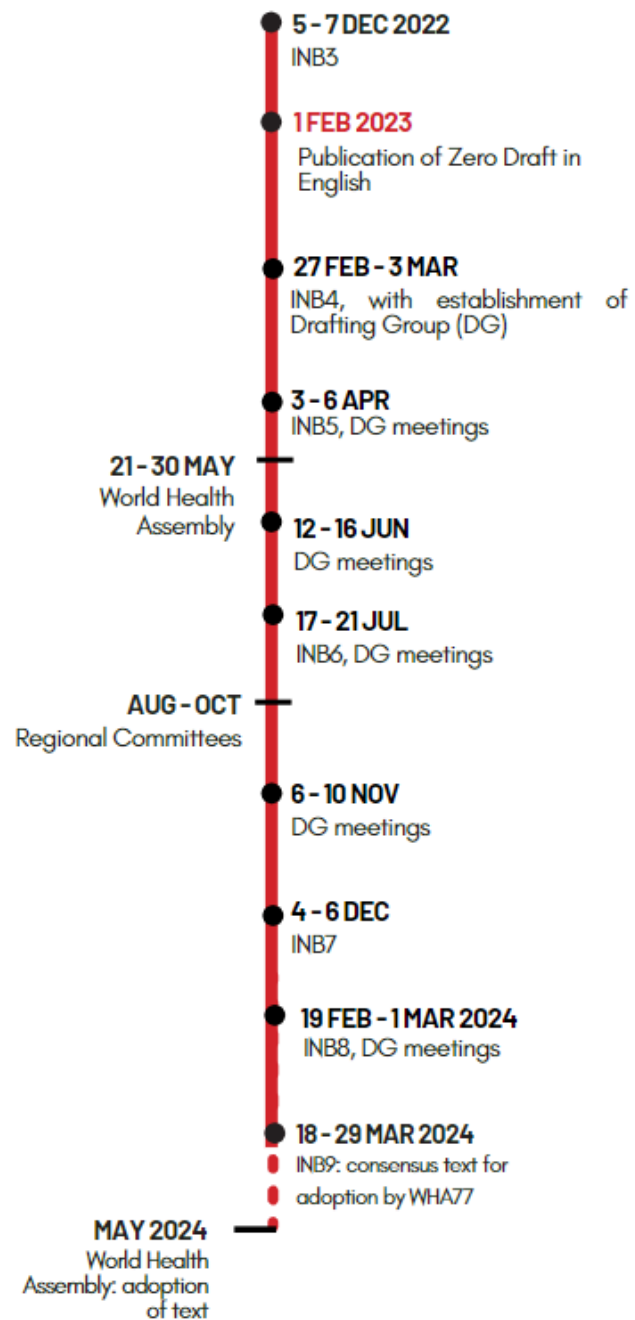 5 - 7 DEC 2022
INB3
1 FEB 2023
Publication of Zero Draft in
English
27 FEB - 3 MAR
INB4, with establishment of
Drafting Group (DG)
3 - 6 APR
INB5, DG meetings
21 - 30 MAY
World Health
Assembly
12 - 16 JUN
DG meetings
17 - 21 JUL
INB6, DG meetings
AUG - OCT
Regional Committees
6 - 10 NOV
DG meetings
4 - 6 DEC
INB7
19 FEB - 1 MAR 2024
INB8, DG meetings
18 - 29 MAR 2024
INB9: consensus text for
adoption by WHA77
MAY 2024
World Health
Assembly: adoption
of text